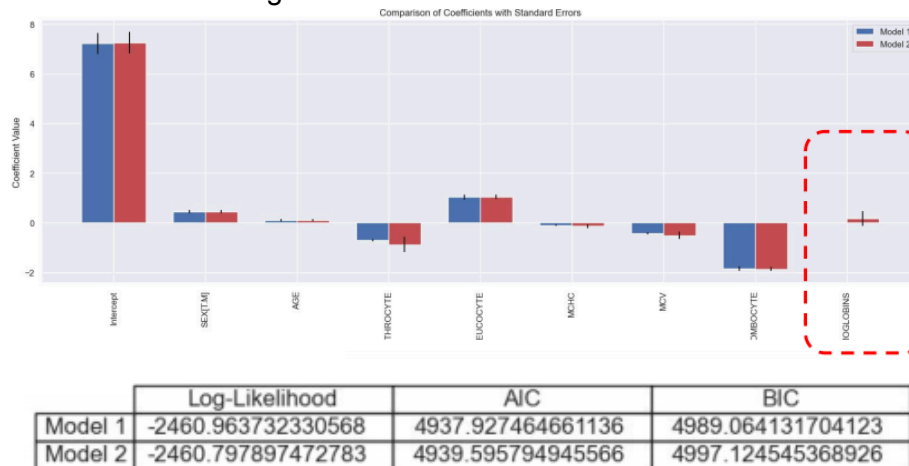 Comparison of Coefficients with Standard Errors
Model 1
Model 2
8
6
4
2
0
−2
Coefficient Value
Intercept
SEX[T.M]
AGE
THROCYTE
EUCOCYTE
MCHC
MCV
OMBOCYTE
IOGLOBINS
Log-Likelihood AIC BIC
Model 1 -2460.963732330568 4937.927464661136 4989.064131704123
Model 2 -2460.797897472783 4939.595794945566 4997.124545368926